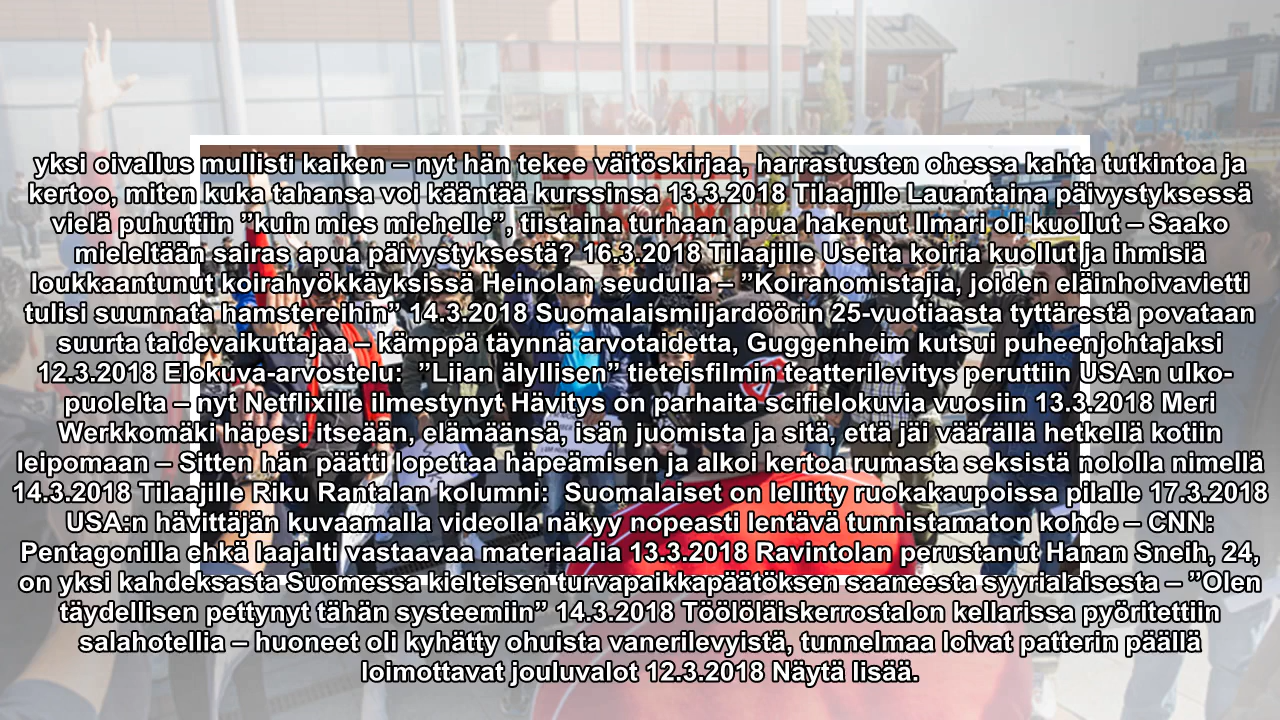 yksi oivallus mullisti kaiken – nyt hän tekee väitöskirjaa, harrastusten ohessa kahta tutkintoa ja
kertoo, miten kuka tahansa voi kääntää kurssinsa 13.3.2018 Tilaajille Lauantaina päivystyksessä
vielä puhuttiin ”kuin mies miehelle”, tiistaina turhaan apua hakenut Ilmari oli kuollut – Saako
mieleltään sairas apua päivystyksestä? 16.3.2018 Tilaajille Useita koiria kuollut ja ihmisiä
loukkaantunut koirahyökkäyksissä Heinolan seudulla – ”Koiranomistajia, joiden eläinhoivavietti
tulisi suunnata hamstereihin” 14.3.2018 Suomalaismiljardöörin 25-vuotiaasta tyttärestä povataan
suurta taidevaikuttajaa – kämppä täynnä arvotaidetta, Guggenheim kutsui puheenjohtajaksi
12.3.2018 Elokuva-arvostelu:  ”Liian älyllisen” tieteisfilmin teatterilevitys peruttiin USA:n ulko-
puolelta – nyt Netflixille ilmestynyt Hävitys on parhaita scifielokuvia vuosiin 13.3.2018 Meri
Werkkomäki häpesi itseään, elämäänsä, isän juomista ja sitä, että jäi väärällä hetkellä kotiin
leipomaan – Sitten hän päätti lopettaa häpeämisen ja alkoi kertoa rumasta seksistä nololla nimellä
14.3.2018 Tilaajille Riku Rantalan kolumni:  Suomalaiset on lellitty ruokakaupoissa pilalle 17.3.2018
USA:n hävittäjän kuvaamalla videolla näkyy nopeasti lentävä tunnistamaton kohde – CNN:
Pentagonilla ehkä laajalti vastaavaa materiaalia 13.3.2018 Ravintolan perustanut Hanan Sneih, 24,
on yksi kahdeksasta Suomessa kielteisen turvapaikkapäätöksen saaneesta syyrialaisesta – ”Olen
täydellisen pettynyt tähän systeemiin” 14.3.2018 Töölöläiskerrostalon kellarissa pyöritettiin
salahotellia – huoneet oli kyhätty ohuista vanerilevyistä, tunnelmaa loivat patterin päällä
loimottavat jouluvalot 12.3.2018 Näytä lisää.